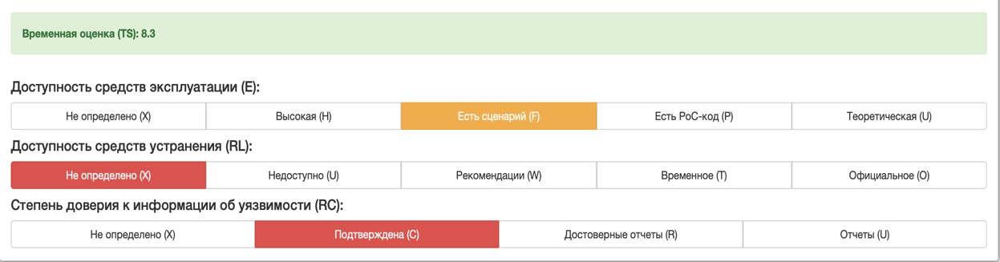 Временная оценка (TS): 8.3
Доступность средств эксплуатации (E):
Не определено (X) Высокая (H) Есть сценарий (F) Есть PoC-код (P) Теоретическая (U)
Доступность средств устранения (RL):
Не определено (X) Недоступно (U) Рекомендации (W) Временное (T) Официальное (O)
Степень доверия к информации об уязвимости (RC):
Не определено (X) Подтверждена (C) Достоверные отчеты (R) Отчеты (U)